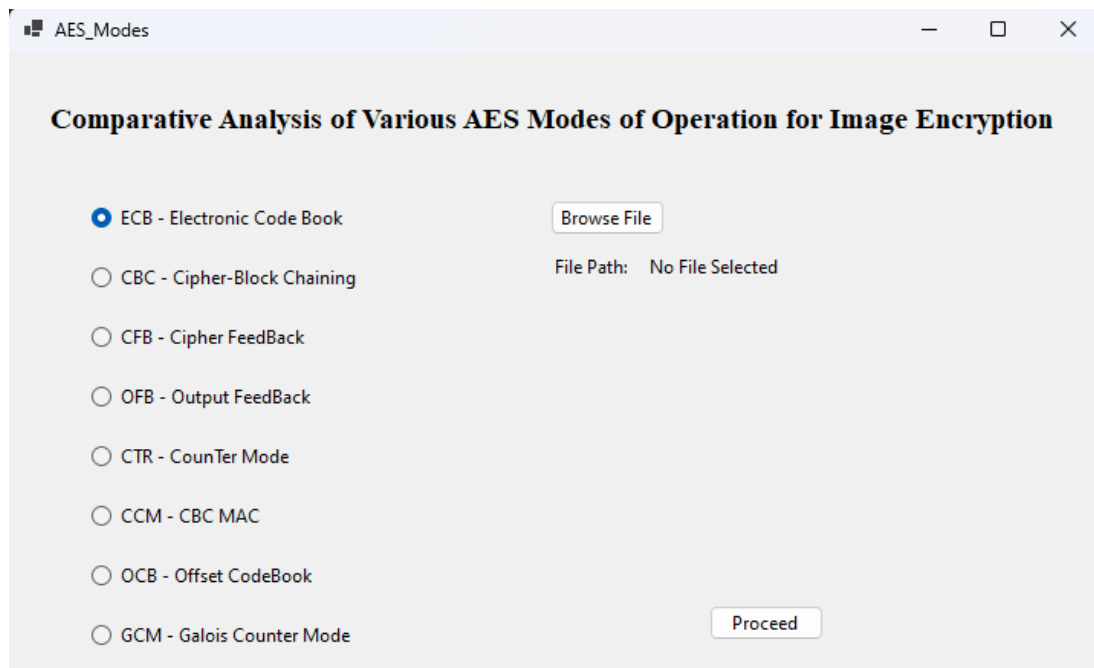 AES_Modes
Comparative Analysis of Various AES Modes of Operation for Image Encryption
ECB - Electronic Code Book
Browse File
CBC - Cipher-Block Chaining
File Path: No File Selected
CFB - Cipher FeedBack
OFB - Output FeedBack
CTR - CounTer Mode
CCM - CBC MAC
OCB - Offset CodeBook
Proceed
GCM - Galois Counter Mode